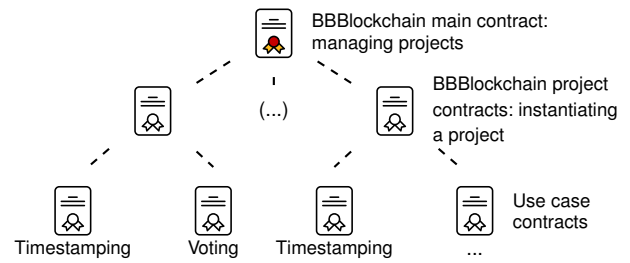 BBBlockchain main contract:
managing projects
BBBlockchain project
contracts: instantiating
a project
(...)
Use case
contracts
Timestamping
Voting
Timestamping
...